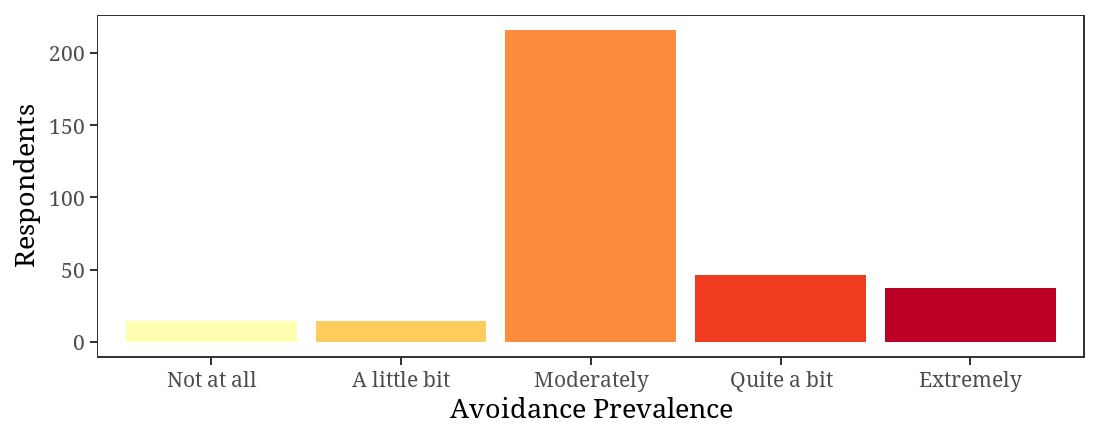 Respondents
200
150
100
50
0
Not at all
A little bit
Moderately
Quite a bit
Extremely
Avoidance Prevalence